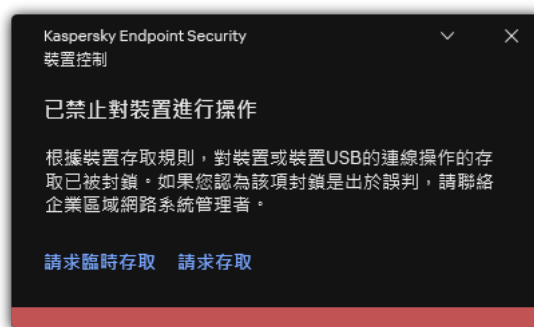 Kaspersky Endpoint Security
裝置控制
已禁止對裝置進行操作
根據裝置存取規則，對裝置或裝置USB的連線操作的存
取已被封鎖。如果您認為該項封鎖是出於誤判，請聯絡
企業區域網路系統管理者。
請求臨時存取 請求存取